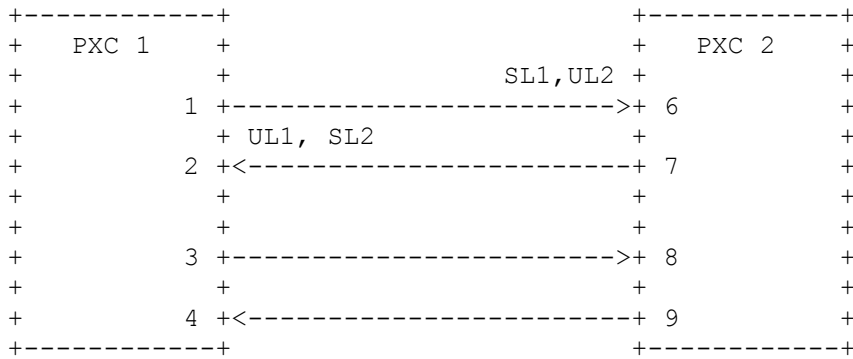 +------------+                          +------------+
+   PXC 1    +                          +   PXC 2    +
+            +                 SL1,UL2 +            +
+          1 +------------------------>+ 6          +
+            + UL1, SL2                +            +
+          2 +<------------------------+ 7          +
+            +                         +            +
+            +                         +            +
+          3 +------------------------>+ 8          +
+            +                         +            +
+          4 +<------------------------+ 9          +
+------------+                         +------------+